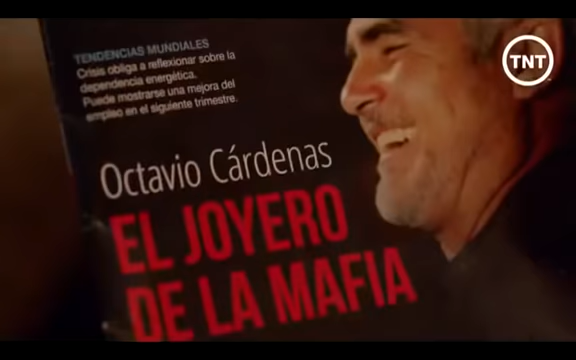 TENDENCIAS MUNDIALES
Crisis obliga a reflexionar sobre la
dependencia energética.
Puede mostrarse una mejora del
empleo en el siguiente trimestre.
Octavio Cárdenas
EL JOYERO
DE LA MAFIA
TNT